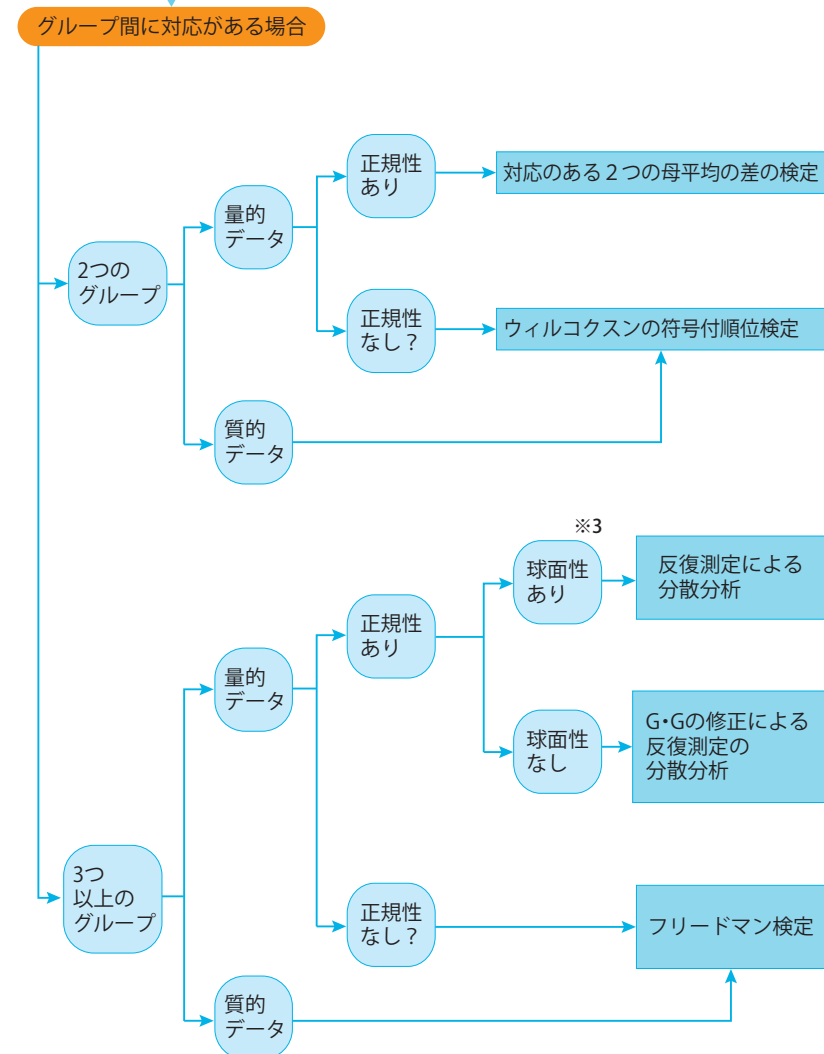 グループ間に対応がある場合
正規性
あり
対応のある２つの母平均の差の検定
量的
データ
2つの
グループ
正規性
なし？
ウィルコクスンの符号付順位検定
質的
データ
※3
球面性
あり
反復測定による
分散分析
正規性
あり
量的
データ
球面性
なし
G・Gの修正による
反復測定の
分散分析
3つ
以上の
グループ
正規性
なし？
フリードマン検定
質的
データ